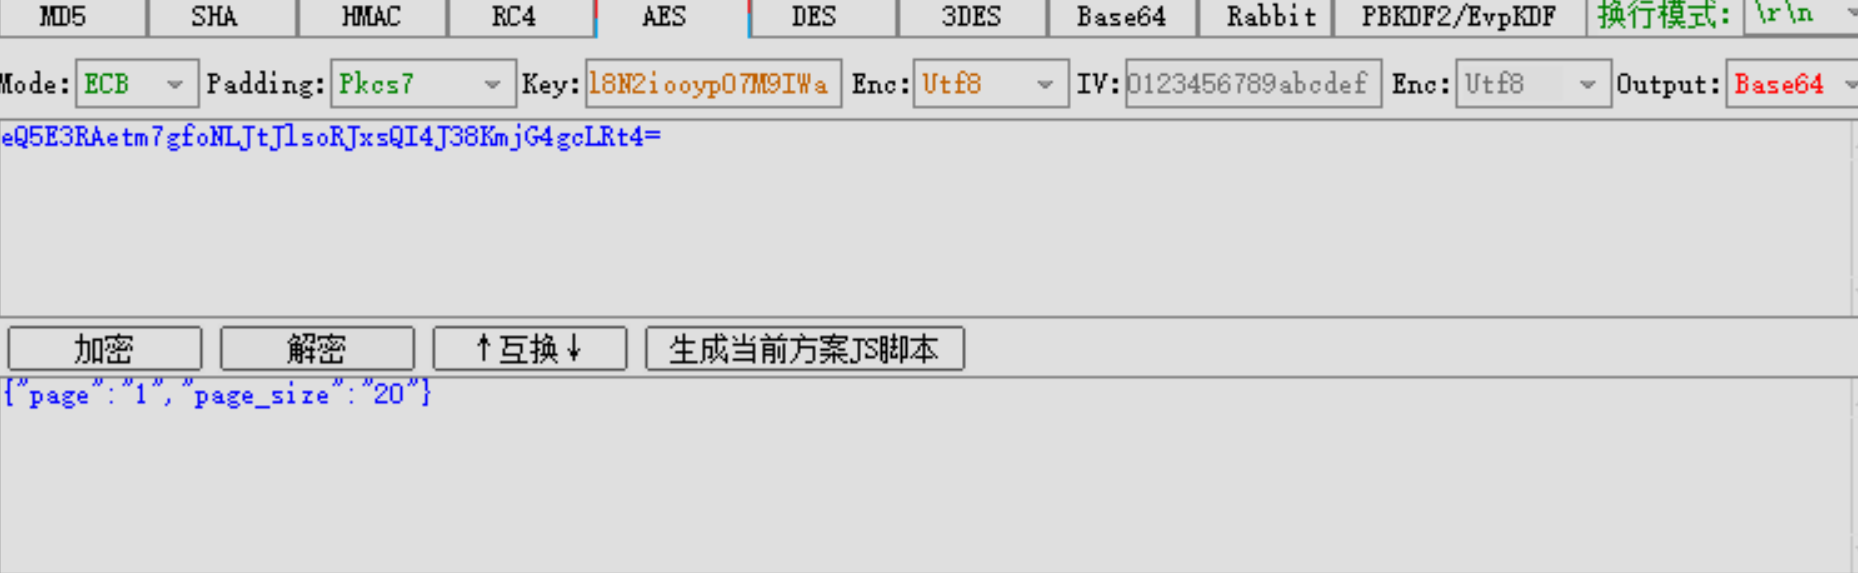 MD5 SHA HMAC RC4 AES DES 3DES Base64 Rabbit PBKDF2/EvpKDF 换行模式: \r\n
Mode: ECB Padding: Pkcs7 Key: l8N2iooyp07M9IWa Enc: Utf8 IV: 0123456789abcdef Enc: Utf8 Output: Base64
eQ5E3RAetm7gfoNLJtJlsoRJxsQI4J38KmjG4gcLRt4=
加密 解密 ↑互换↓ 生成当前方案JS脚本
{"page":"1","page_size":"20"}